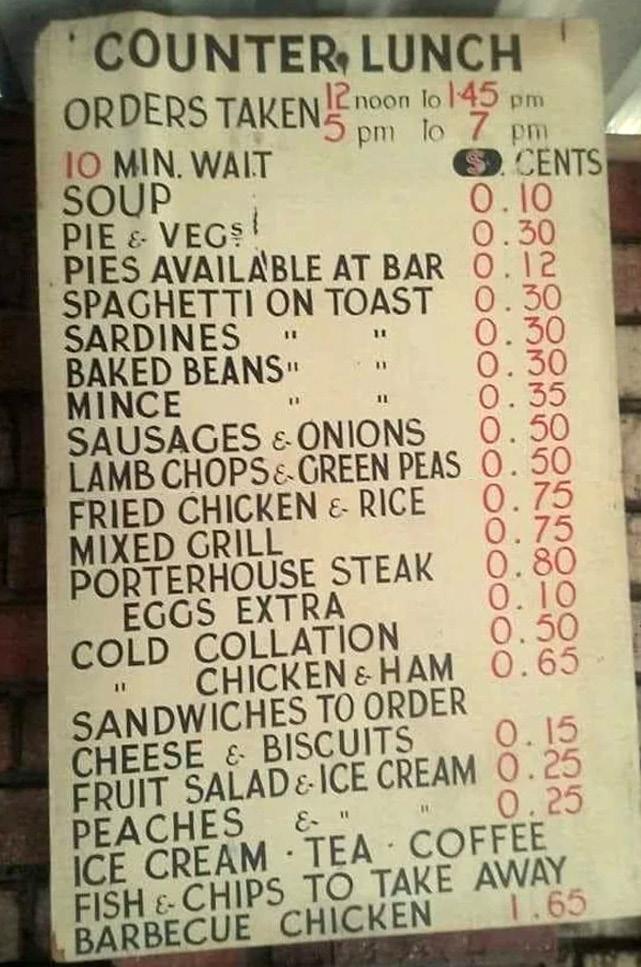 COUNTER LUNCH
ORDERS TAKEN 12 noon to 1·45 pm
5 pm to 7 pm
10 MIN. WAIT $. CENTS
SOUP 0.10
PIE & VEGS 0.30
PIES AVAILABLE AT BAR 0.12
SPAGHETTI ON TOAST 0.30
SARDINES " " 0.30
BAKED BEANS " " 0.30
MINCE " " 0.35
SAUSAGES & ONIONS 0.50
LAMB CHOPS & GREEN PEAS 0.50
FRIED CHICKEN & RICE 0.75
MIXED GRILL 0.75
PORTERHOUSE STEAK 0.80
EGGS EXTRA 0.10
COLD COLLATION 0.50
" CHICKEN & HAM 0.65
SANDWICHES TO ORDER
CHEESE & BISCUITS 0.15
FRUIT SALAD & ICE CREAM 0.25
PEACHES & " " 0.25
ICE CREAM · TEA · COFFEE
FISH & CHIPS TO TAKE AWAY
BARBECUE CHICKEN 1.65